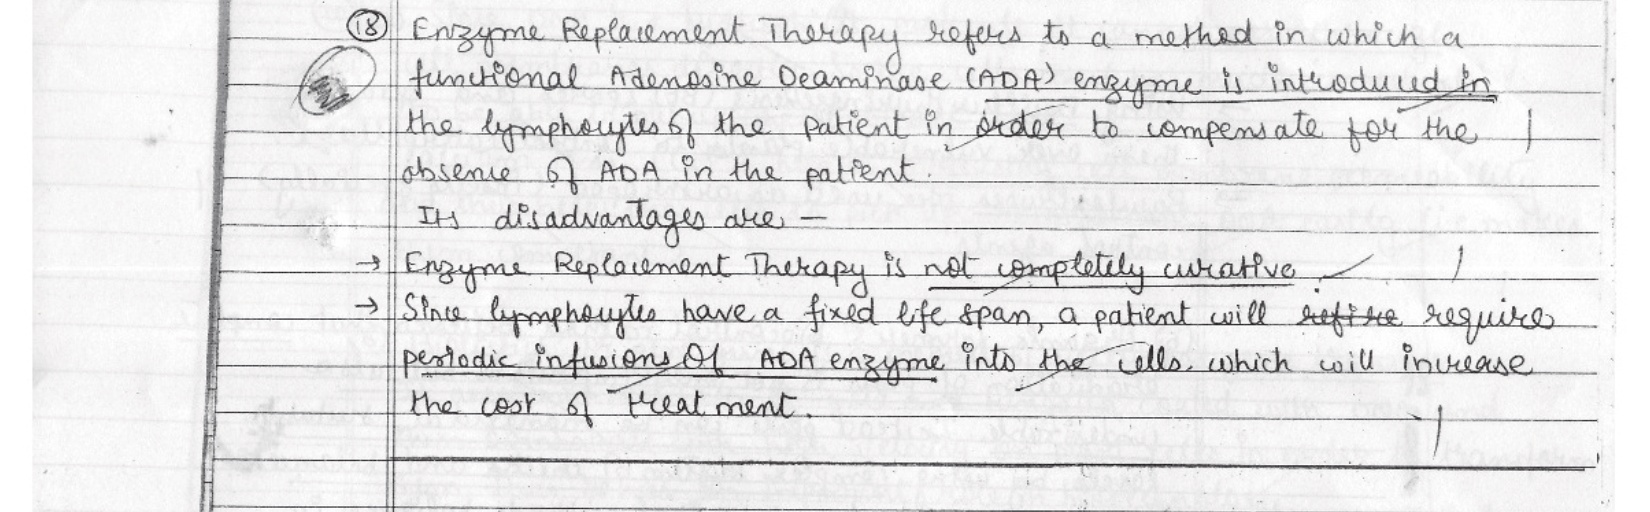 18 Enzyme Replacement Therapy refers to a method in which a
functional Adenosine Deaminase (ADA) enzyme is introduced in
the lymphocytes of the patient in order to compensate for the
absence of ADA in the patient.
Its disadvantages are —
→ Enzyme Replacement Therapy is not completely curative.
→ Since lymphocytes have a fixed life span, a patient will require
periodic infusions of ADA enzyme into the cells which will increase
the cost of treatment.